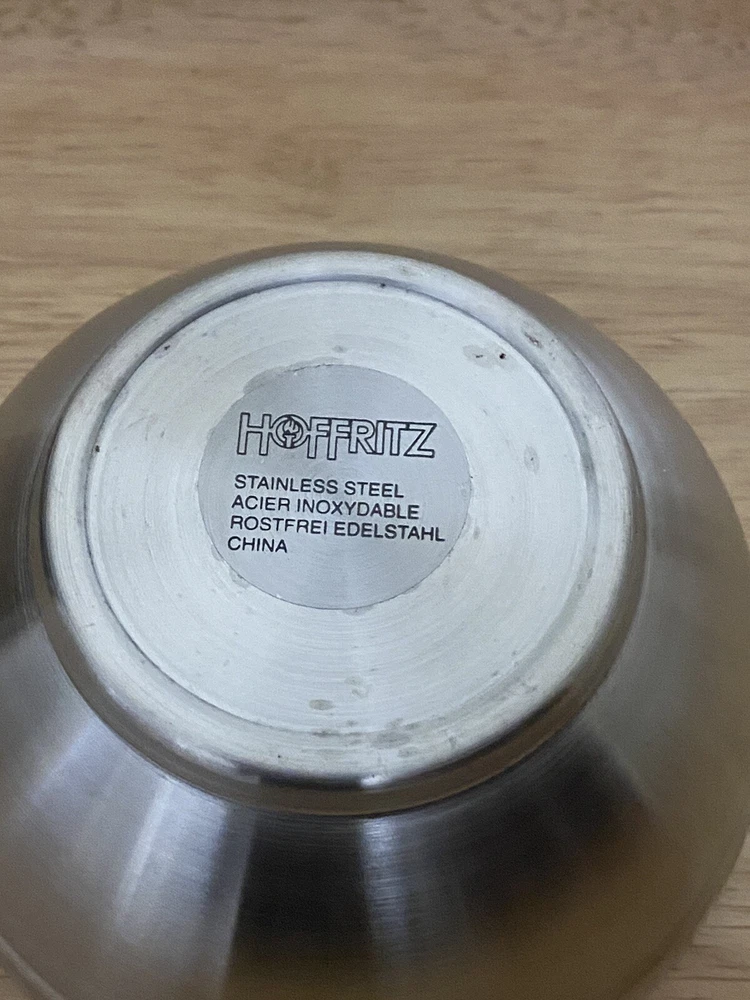 HOFFRITZ
STAINLESS STEEL
ACIER INOXYDABLE
ROSTFREI EDELSTAHL
CHINA